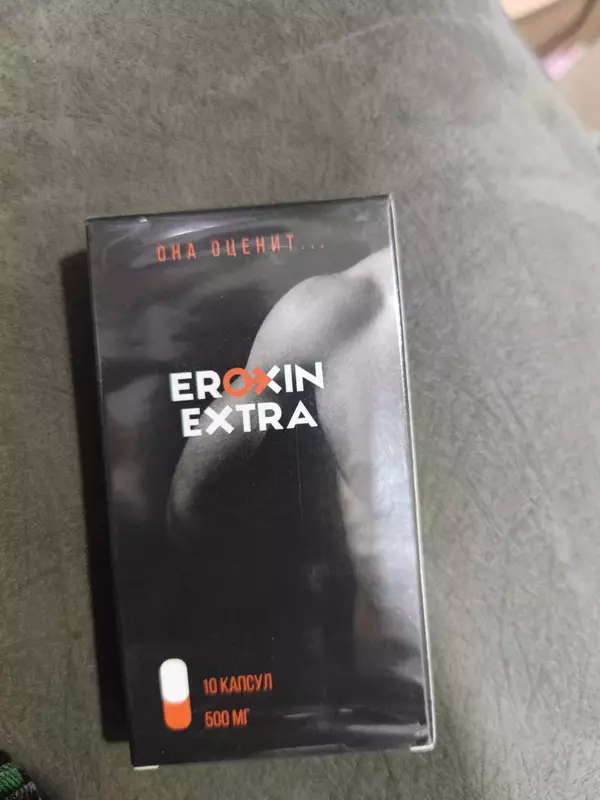 ОНА ОЦЕНИТ...
EROXIN
EXTRA
10 КАПСУЛ
500 МГ